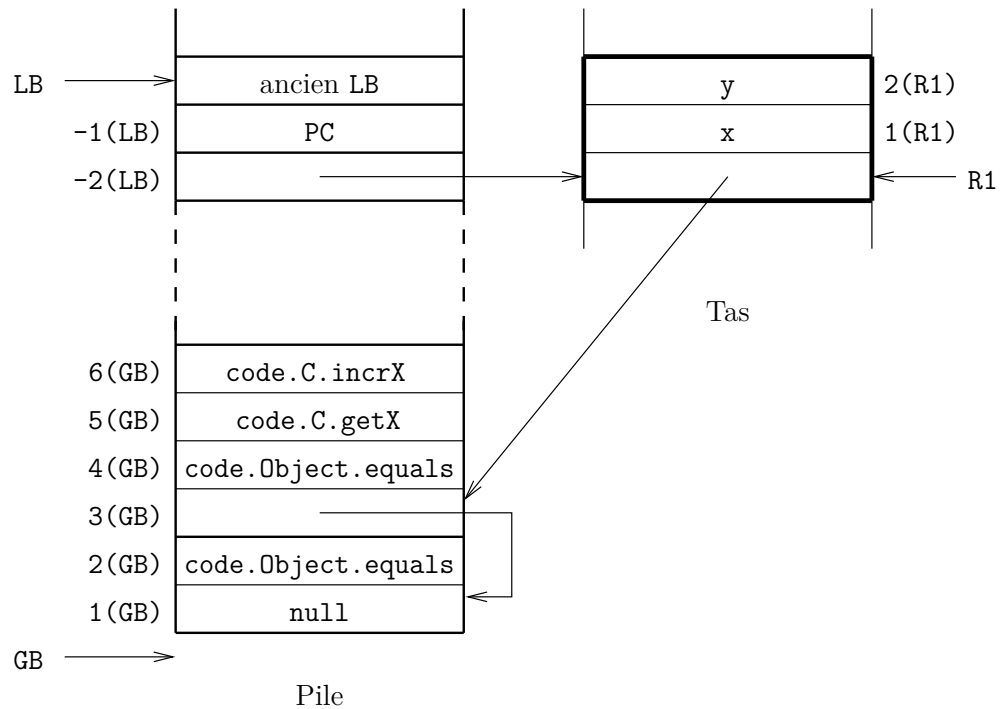 LB ancien LB y 2(R1)
-1(LB) PC x 1(R1)
-2(LB) R1
Tas
6(GB) code.C.incrX
5(GB) code.C.getX
4(GB) code.Object.equals
3(GB)
2(GB) code.Object.equals
1(GB) null
GB
Pile